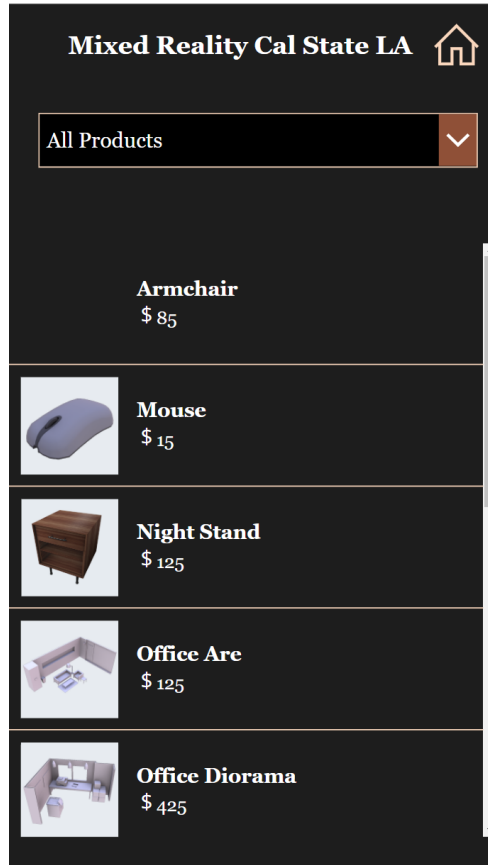 Mixed Reality Cal State LA
All Products
Armchair
$ 85
Mouse
$ 15
Night Stand
$ 125
Office Are
$ 125
Office Diorama
$ 425